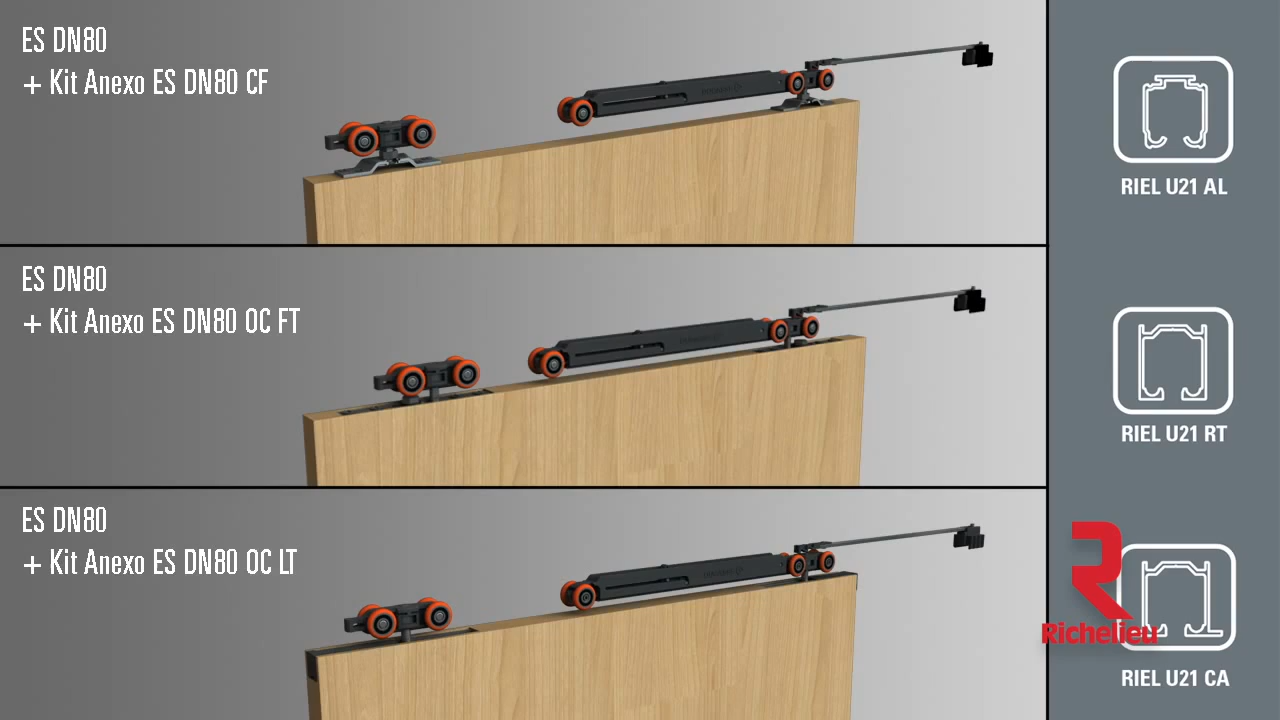 ES DN80
+ Kit Anexo ES DN80 CF
RIEL U21 AL
ES DN80
+ Kit Anexo ES DN80 OC FT
RIEL U21 RT
ES DN80
+ Kit Anexo ES DN80 OC LT
Richelieu
RIEL U21 CA